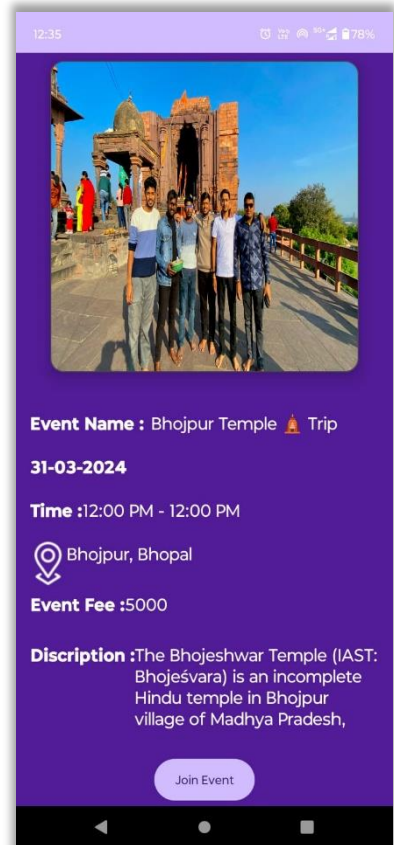 12:35
78%
Event Name : Bhojpur Temple 🛕 Trip
31-03-2024
Time :12:00 PM - 12:00 PM
Bhojpur, Bhopal
Event Fee :5000
Discription :The Bhojeshwar Temple (IAST:
Bhojeśvara) is an incomplete
Hindu temple in Bhojpur
village of Madhya Pradesh,
Join Event